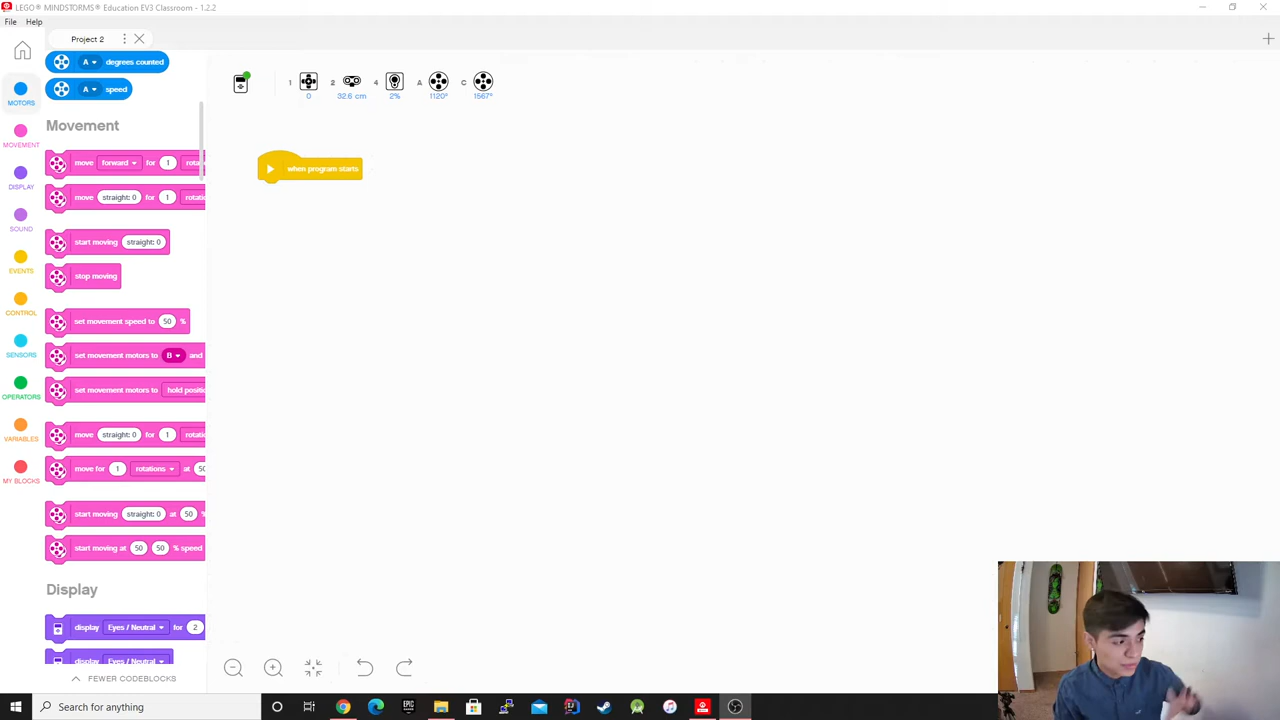 LEGO® MINDSTORMS® Education EV3 Classroom - 1.2.2
File Help
Project 2
A degrees counted
A speed
MOTORS
MOVEMENT
DISPLAY
SOUND
EVENTS
CONTROL
SENSORS
OPERATORS
VARIABLES
MY BLOCKS
Movement
move forward for 1
move straight: 0 for 1
start moving straight: 0
stop moving
set movement speed to 50 %
set movement motors to B and
set movement motors to hold
move straight: 0 for 1
move for 1 rotations at
start moving straight: 0 at 50 %
start moving at 50 50 % speed
Display
display Eyes / Neutral for 2
display Eyes / Neutral
FEWER CODEBLOCKS
1 2 4 A C
0 32.6 cm 2% 1120° 1567°
when program starts
Search for anything